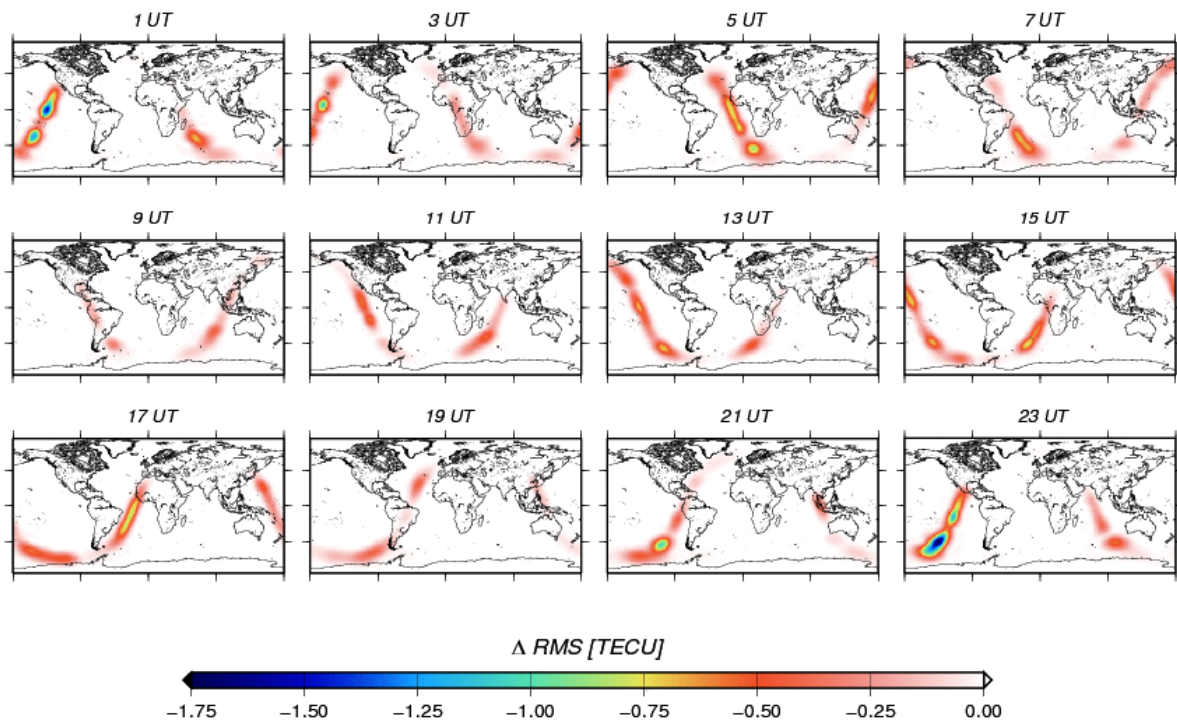 1 UT 3 UT 5 UT 7 UT
9 UT 11 UT 13 UT 15 UT
17 UT 19 UT 21 UT 23 UT
Δ RMS [TECU]
−1.75 −1.50 −1.25 −1.00 −0.75 −0.50 −0.25 0.00